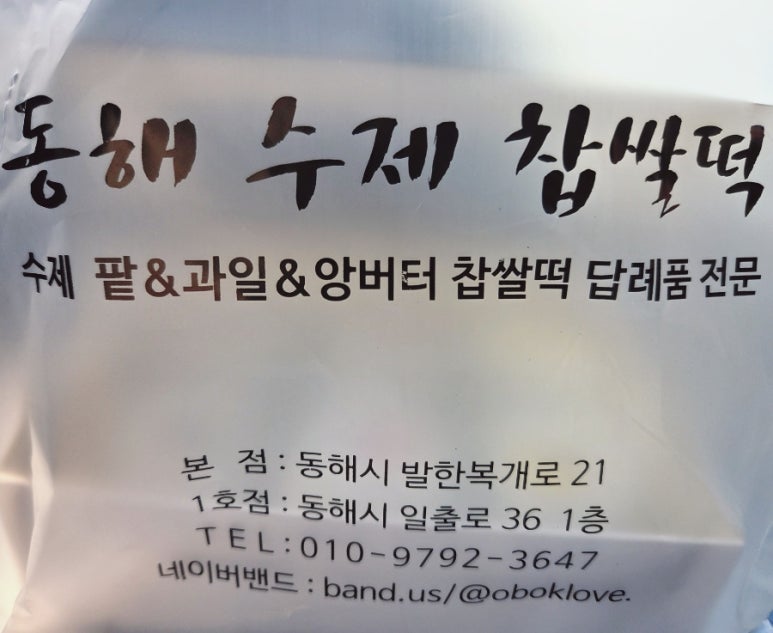 동해 수제 찹쌀떡
수제 팥&과일&앙버터 찹쌀떡 답례품 전문
본 점 : 동해시 발한복개로 21
1호점 : 동해시 일출로 36 1층
TEL : 010-9792-3647
네이버밴드 : band.us/@oboklove.